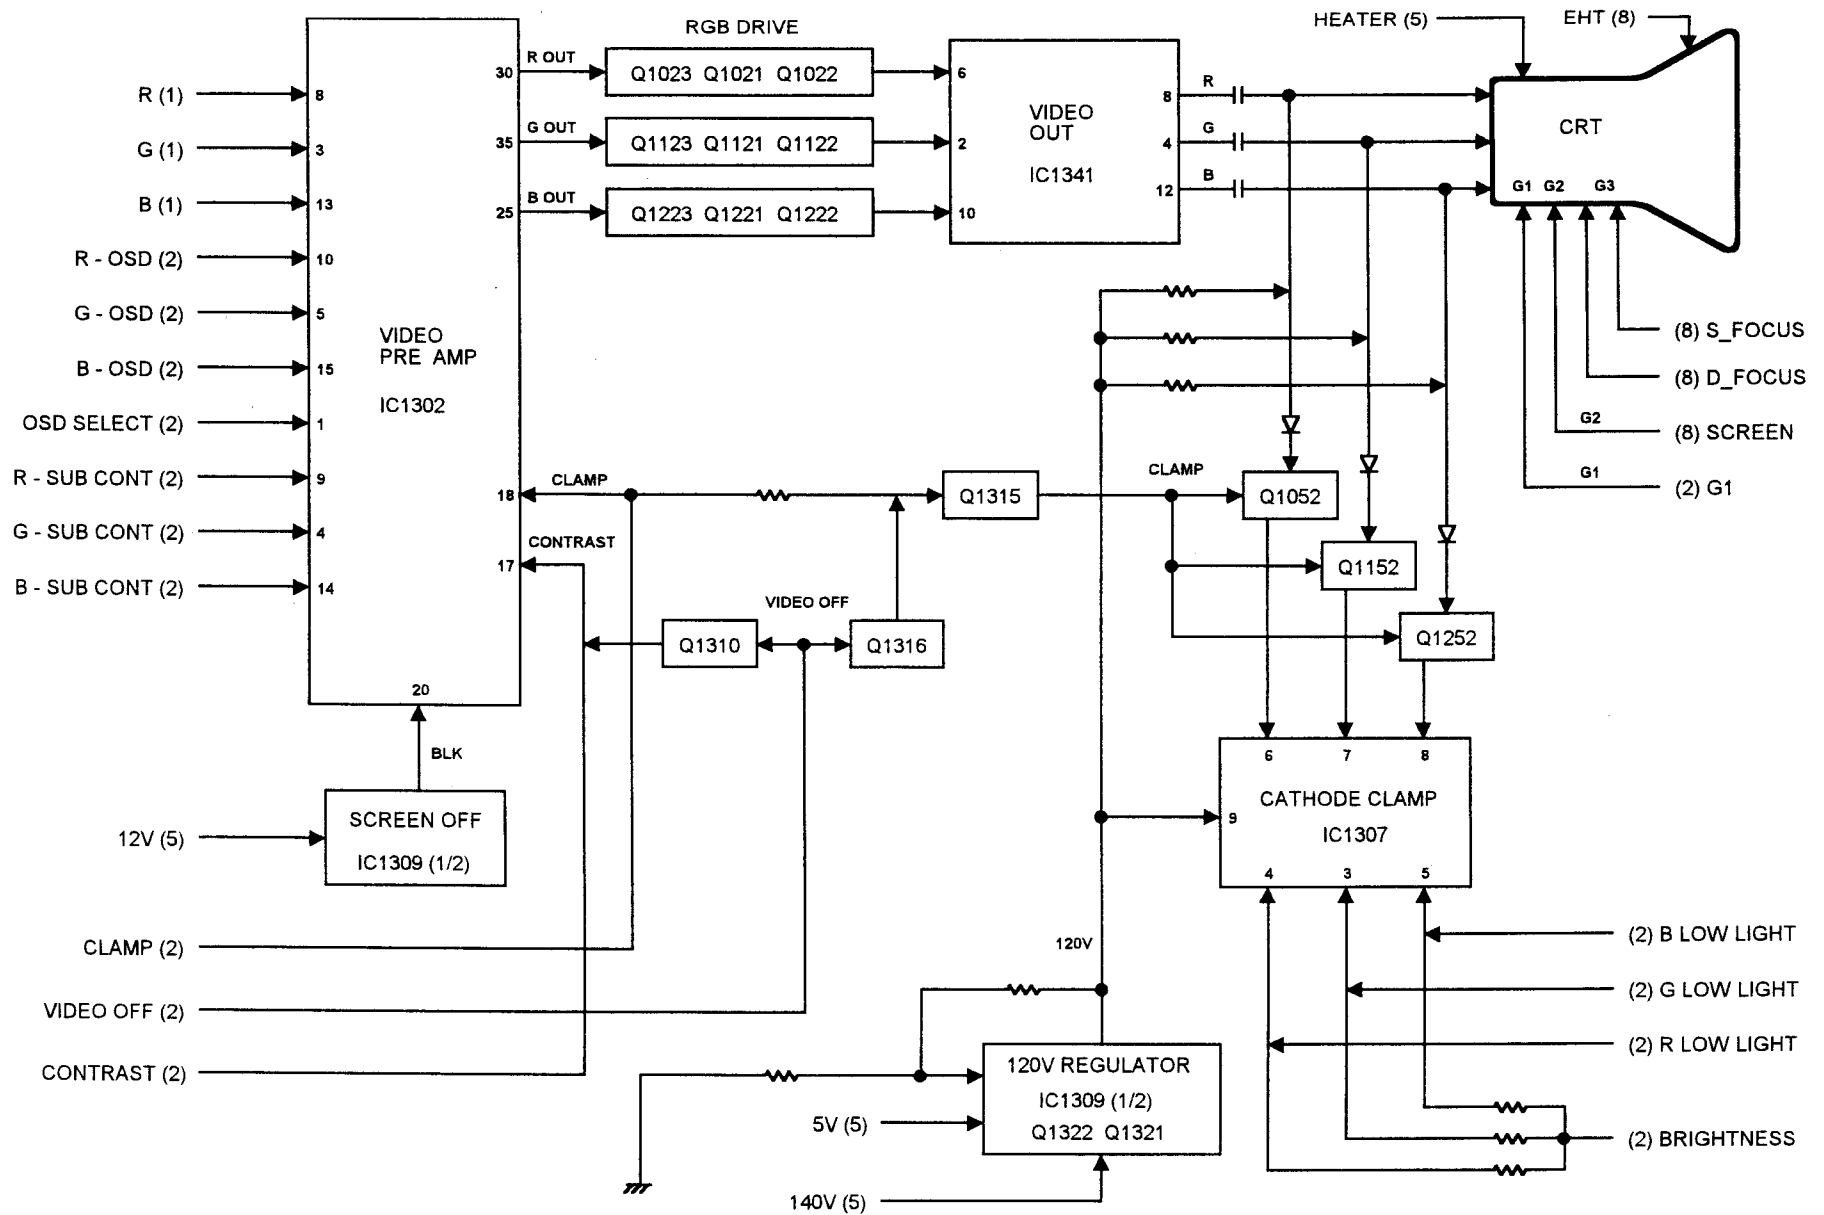 HEATER (5)
EHT (8)
RGB DRIVE
R OUT
30
Q1023 Q1021 Q1022
6
R (1)
8
VIDEO
OUT
IC1341
8
R
CRT
G OUT
35
Q1123 Q1121 Q1122
2
4
G
G (1)
3
B OUT
25
Q1223 Q1221 Q1222
10
12
B
G1 G2 G3
B (1)
13
R - OSD (2)
10
G - OSD (2)
5
B - OSD (2)
15
VIDEO
PRE AMP
IC1302
OSD SELECT (2)
1
R - SUB CONT (2)
9
G - SUB CONT (2)
4
B - SUB CONT (2)
14
(8) S_FOCUS
(8) D_FOCUS
G2
(8) SCREEN
G1
(2) G1
18
CLAMP
Q1315
CLAMP
Q1052
17
CONTRAST
Q1152
VIDEO OFF
Q1310
Q1316
Q1252
20
BLK
SCREEN OFF
IC1309 (1/2)
12V (5)
6 7 8
CATHODE CLAMP
IC1307
9
4 3 5
CLAMP (2)
VIDEO OFF (2)
CONTRAST (2)
120V
(2) B LOW LIGHT
(2) G LOW LIGHT
(2) R LOW LIGHT
120V REGULATOR
IC1309 (1/2)
Q1322 Q1321
5V (5)
140V (5)
(2) BRIGHTNESS